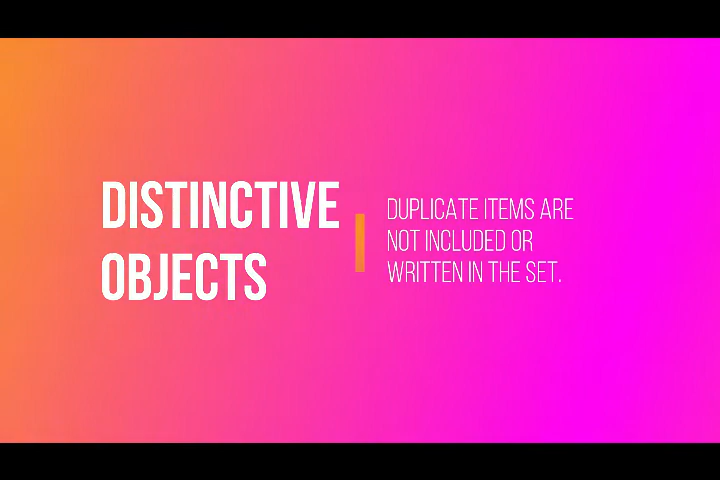 DISTINCTIVE
OBJECTS
DUPLICATE ITEMS ARE
NOT INCLUDED OR
WRITTEN IN THE SET.